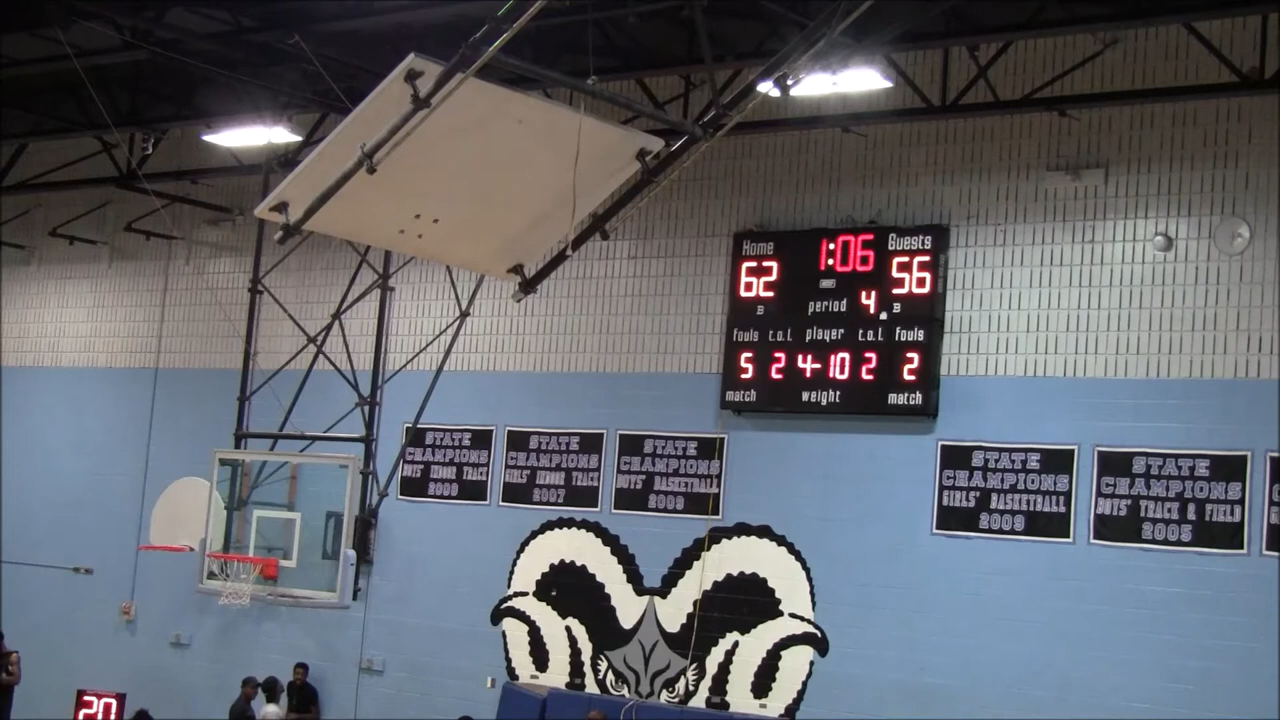 Home 1:06 Guests
62 56
period 4
B B
fouls t.o.l. player t.o.l. fouls
5 2 4-10 2 2
match weight match
STATE
CHAMPIONS
BOYS' INDOOR TRACK
2009
STATE
CHAMPIONS
GIRLS' INDOOR TRACK
2007
STATE
CHAMPIONS
BOYS' BASKETBALL
2009
STATE
CHAMPIONS
GIRLS' BASKETBALL
2009
STATE
CHAMPIONS
BOYS' TRACK & FIELD
2005
20